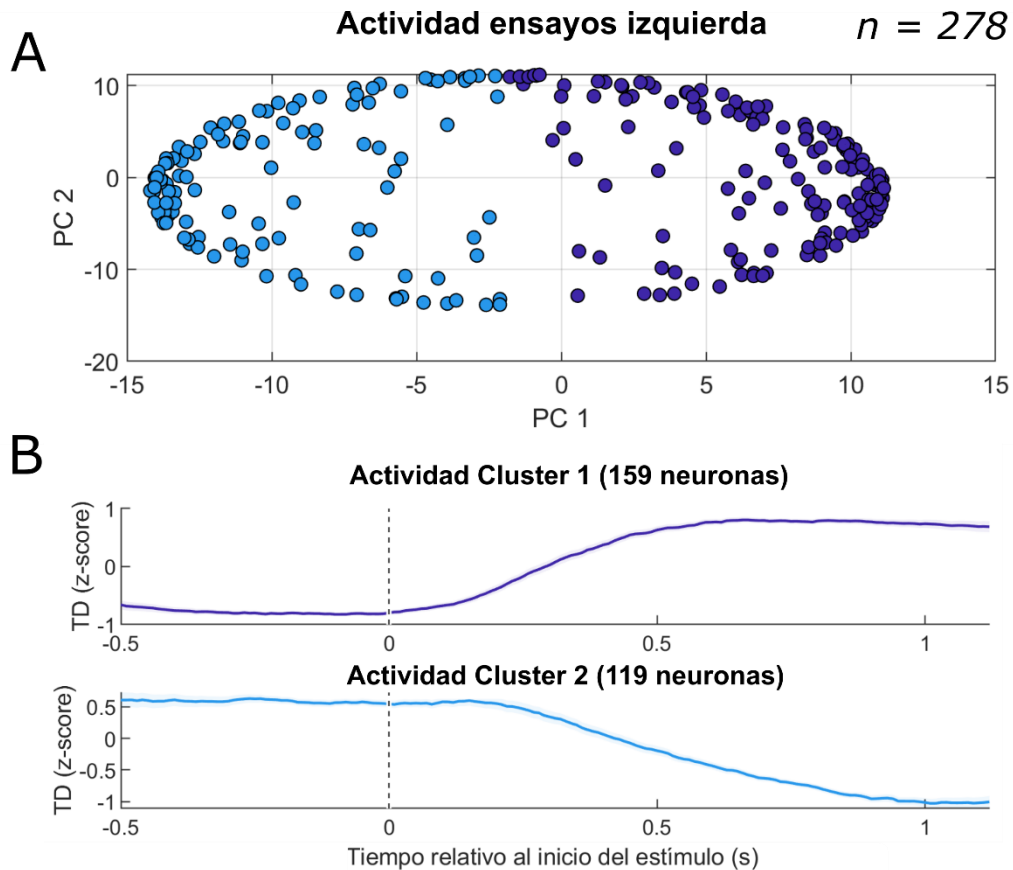 Actividad ensayos izquierda
n = 278
A
10
0
-10
-20
PC 2
-15
-10
-5
0
5
10
15
PC 1
B
Actividad Cluster 1 (159 neuronas)
TD (z-score)
1
0
-1
-0.5
0
0.5
1
Actividad Cluster 2 (119 neuronas)
TD (z-score)
0.5
0
-0.5
-1
-0.5
0
0.5
1
Tiempo relativo al inicio del estímulo (s)